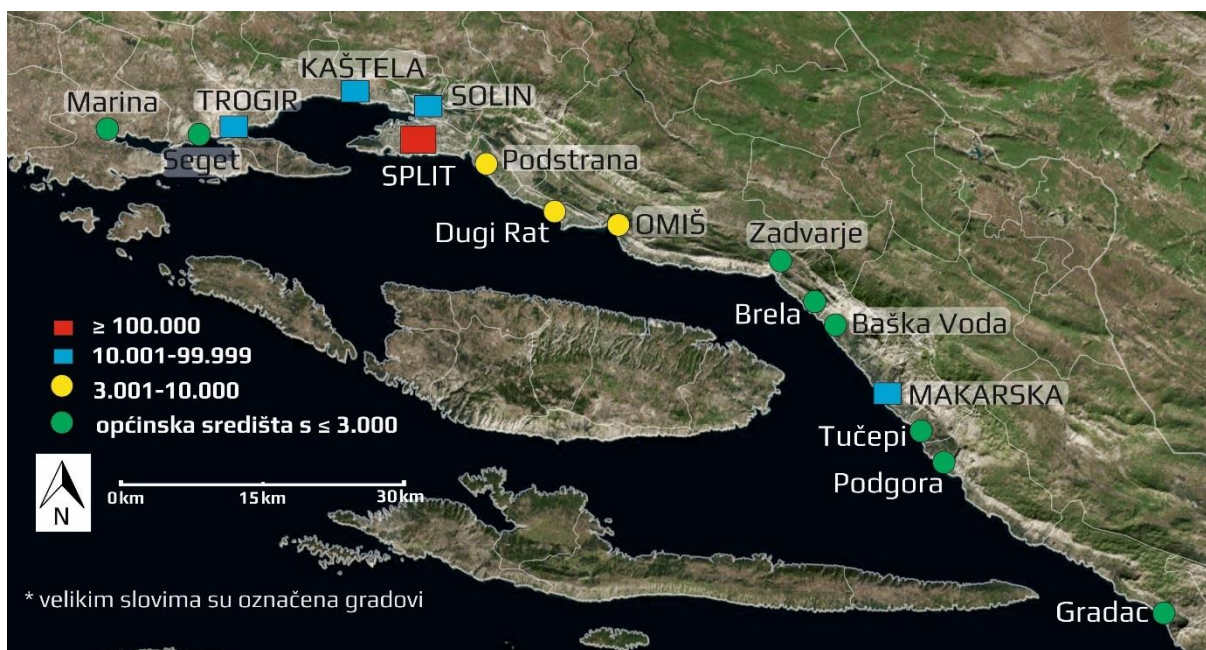 KAŠTELA
Marina
TROGIR
SOLIN
Seget
SPLIT
Podstrana
Dugi Rat
OMIŠ
Zadvarje
Brela
Baška Voda
MAKARSKA
Tučepi
Podgora
Gradac
≥ 100.000
10.001-99.999
3.001-10.000
općinska središta s ≤ 3.000
N
0km 15km 30km
* velikim slovima su označena gradovi